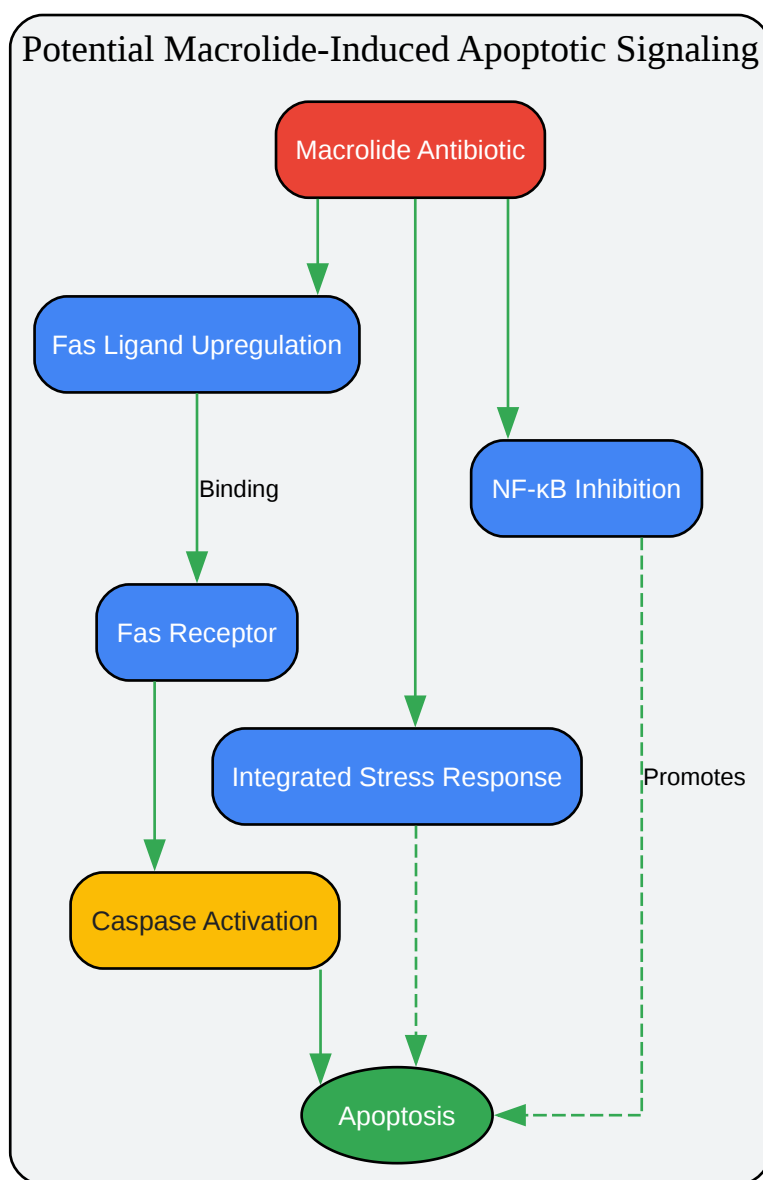 Potential Macrolide-Induced Apoptotic Signaling
Macrolide Antibiotic
Fas Ligand Upregulation
Binding
NF-κB Inhibition
Fas Receptor
Integrated Stress Response
Promotes
Caspase Activation
Apoptosis